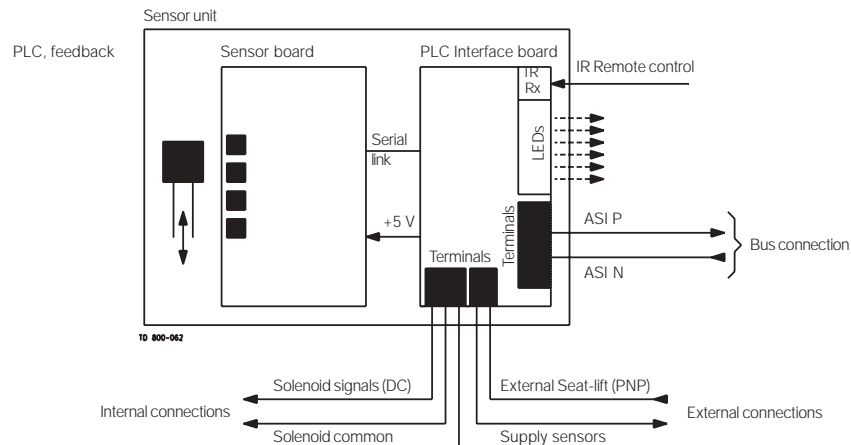 Sensor unit
PLC, feedback
Sensor board
PLC Interface board
IR
Rx
IR Remote control
LEDs
Serial
link
+5 V
Terminals
ASI P
Bus connection
ASI N
Terminals
TD 800-062
Solenoid signals (DC)
External Seat-lift (PNP)
Internal connections
External connections
Solenoid common
Supply sensors